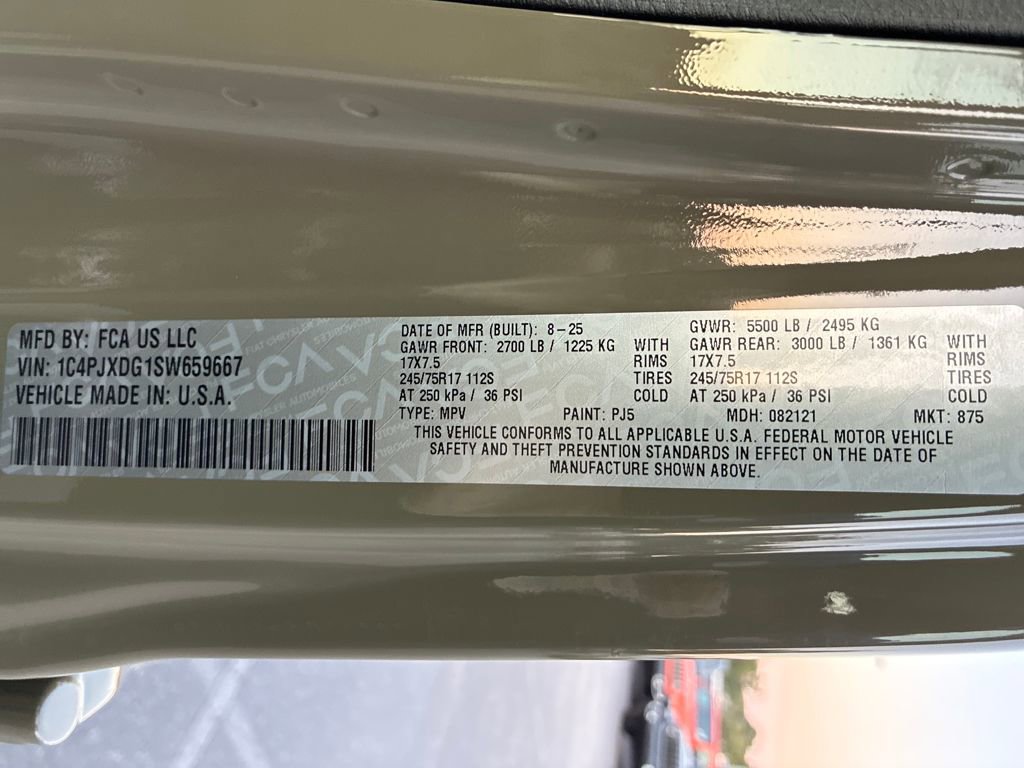 MFD BY: FCA US LLC
VIN: 1C4PJXDG1SW659667
VEHICLE MADE IN: U.S.A.
DATE OF MFR (BUILT): 8-25 GVWR: 5500 LB / 2495 KG
GAWR FRONT: 2700 LB / 1225 KG WITH GAWR REAR: 3000 LB / 1361 KG WITH
17X7.5 RIMS 17X7.5 RIMS
245/75R17 112S TIRES 245/75R17 112S TIRES
AT 250 kPa / 36 PSI COLD AT 250 kPa / 36 PSI COLD
TYPE: MPV PAINT: PJ5 MDH: 082121 MKT: 875
THIS VEHICLE CONFORMS TO ALL APPLICABLE U.S.A. FEDERAL MOTOR VEHICLE
SAFETY AND THEFT PREVENTION STANDARDS IN EFFECT ON THE DATE OF
MANUFACTURE SHOWN ABOVE.